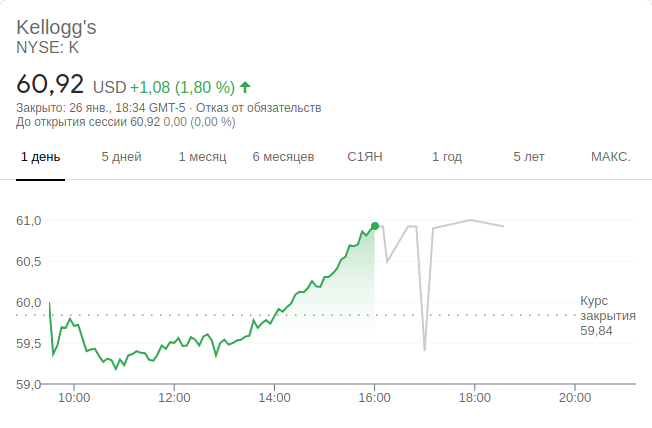 Kellogg's
NYSE: K
60,92 USD +1,08 (1,80 %)
Закрыто: 26 янв., 18:34 GMT-5 · Отказ от обязательств
До открытия сессии 60,92 0,00 (0,00 %)
1 день 5 дней 1 месяц 6 месяцев С1ЯН 1 год 5 лет МАКС.
61,0
60,5
60,0
59,5
59,0
Курс
закрытия
59,84
10:00 12:00 14:00 16:00 18:00 20:00